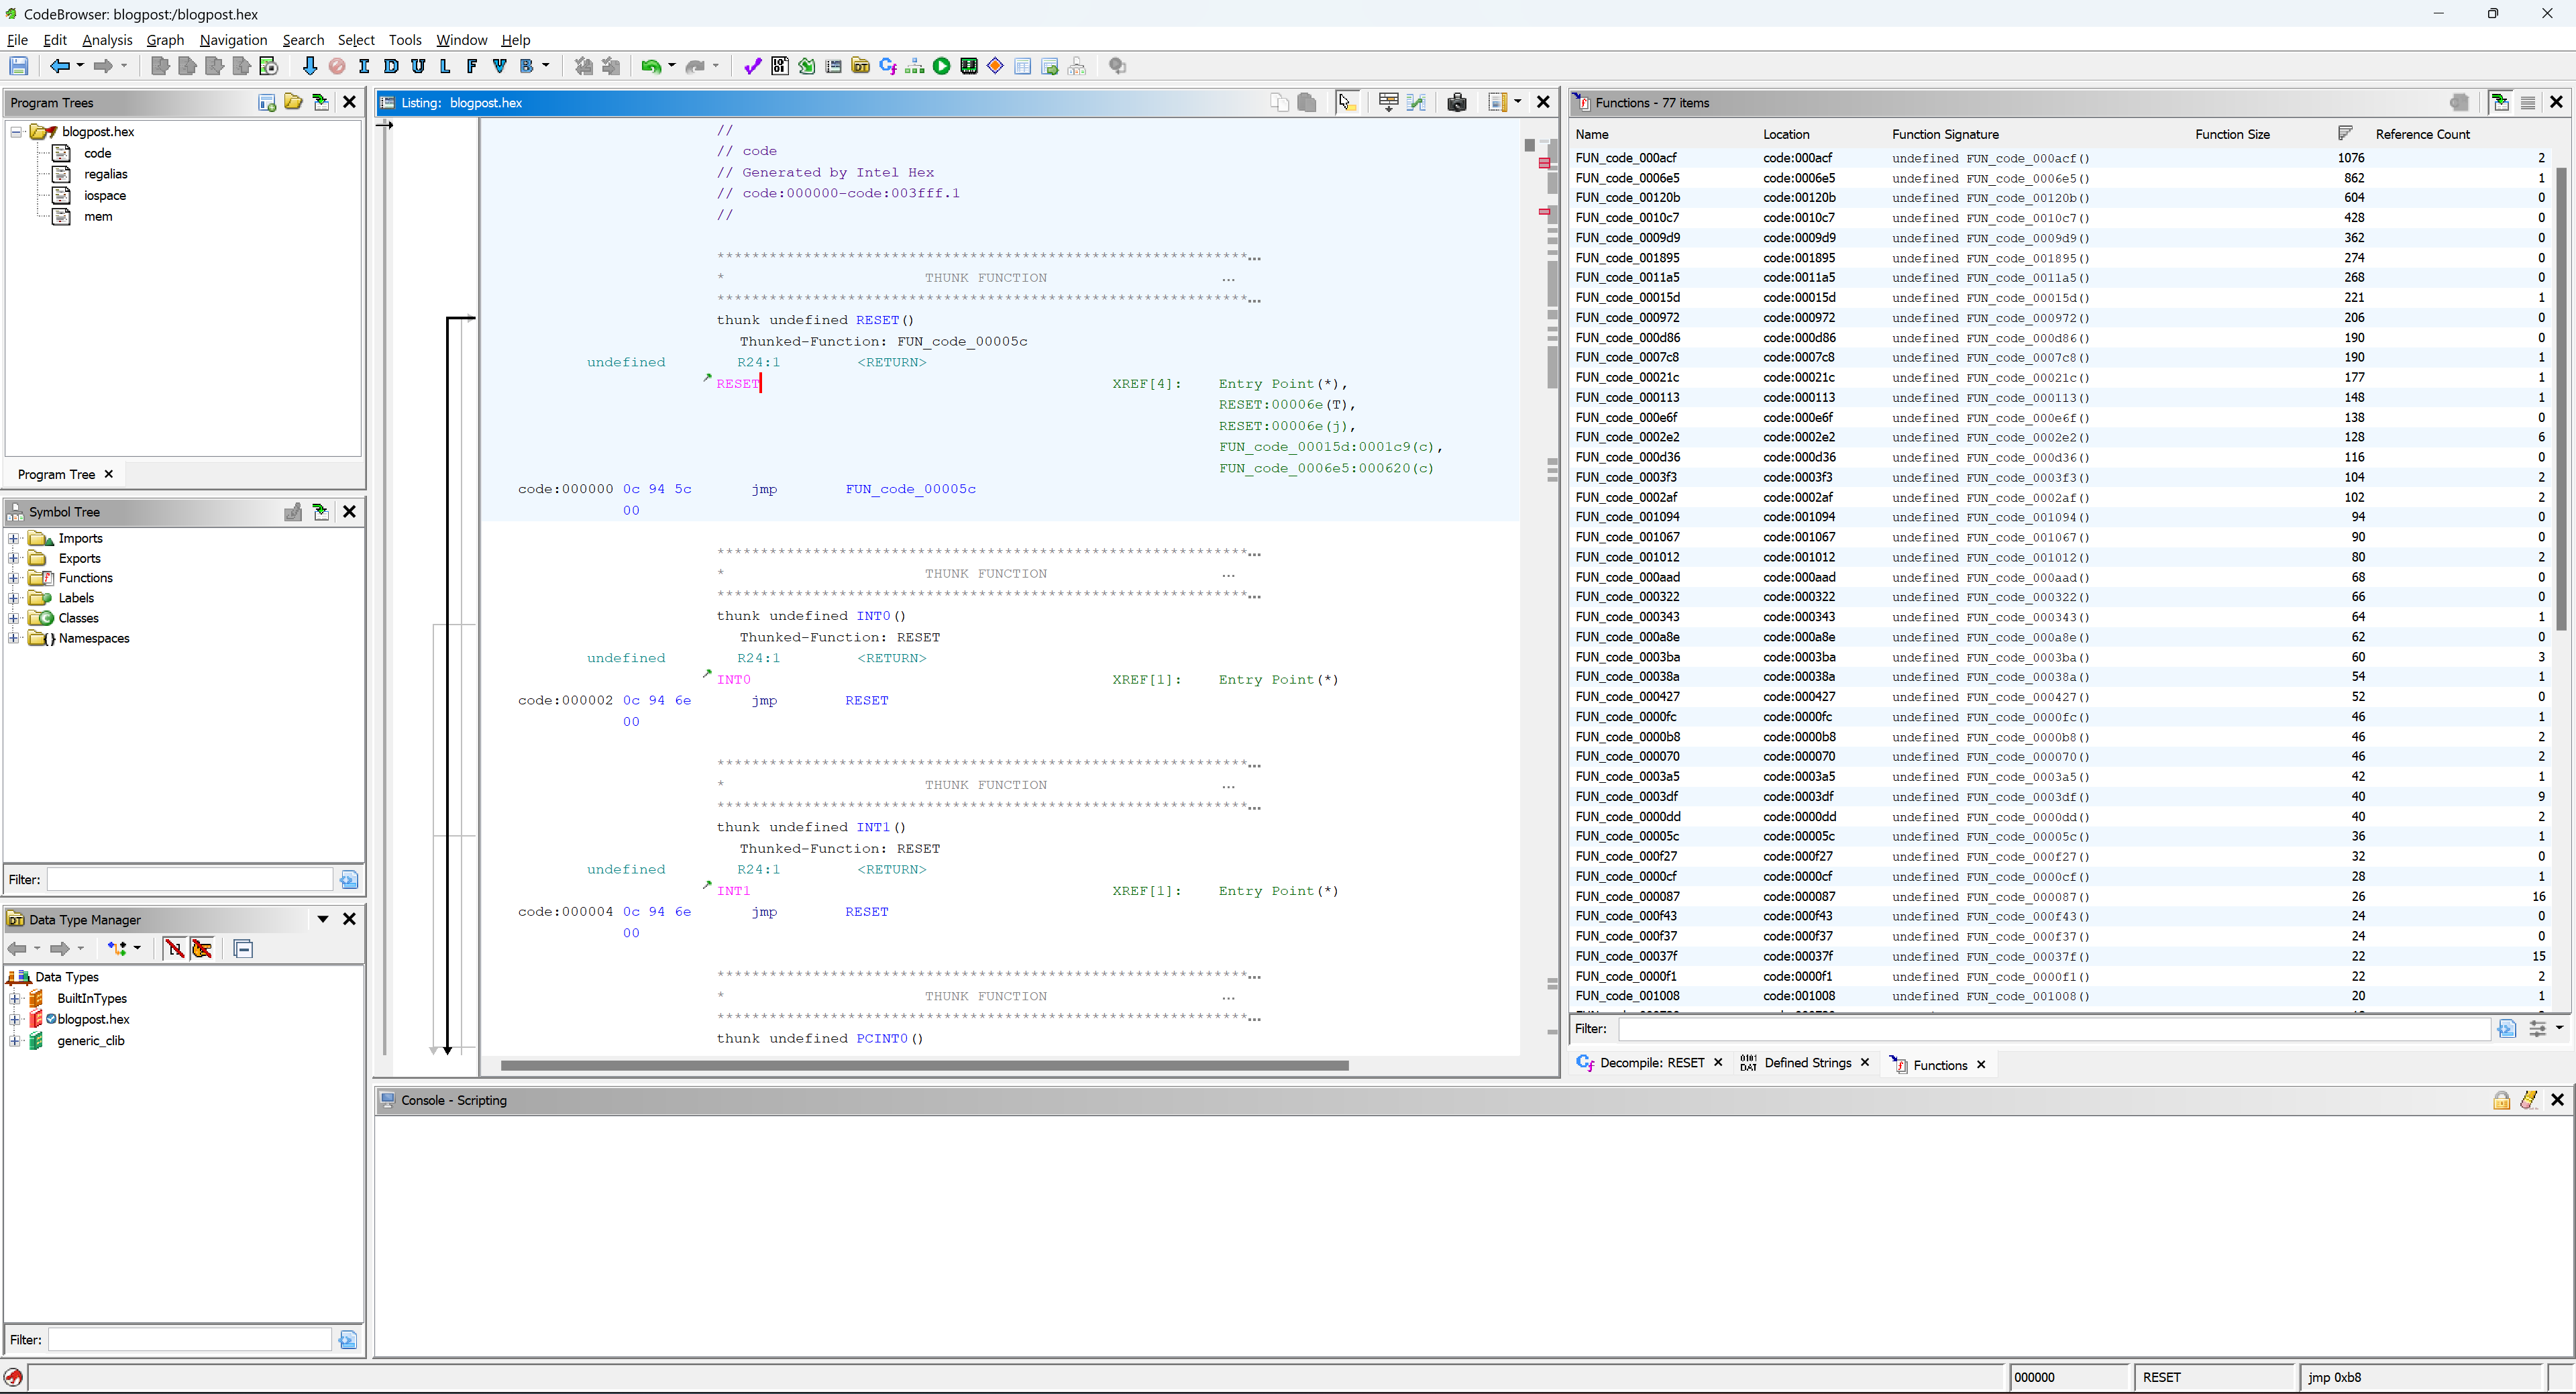 CodeBrowser: blogpost:/blogpost.hex
File Edit Analysis Graph Navigation Search Select Tools Window Help
I D U L F V B
Program Trees
blogpost.hex
code
regalias
iospace
mem
Program Tree
Symbol Tree
Imports
Exports
Functions
Labels
Classes
Namespaces
Filter:
Data Type Manager
Data Types
BuiltInTypes
blogpost.hex
generic_clib
Filter:
Listing: blogpost.hex
//
// code
// Generated by Intel Hex
// code:000000-code:003fff.1
//
* THUNK FUNCTION ...
thunk undefined RESET()
Thunked-Function: FUN_code_00005c
undefined R24:1 <RETURN>
RESET XREF[4]: Entry Point(*),
RESET:00006e(T),
RESET:00006e(j),
FUN_code_00015d:0001c9(c),
FUN_code_0006e5:000620(c)
code:000000 0c 94 5c jmp FUN_code_00005c
00
* THUNK FUNCTION ...
thunk undefined INT0()
Thunked-Function: RESET
undefined R24:1 <RETURN>
INT0 XREF[1]: Entry Point(*)
code:000002 0c 94 6e jmp RESET
00
* THUNK FUNCTION ...
thunk undefined INT1()
Thunked-Function: RESET
undefined R24:1 <RETURN>
INT1 XREF[1]: Entry Point(*)
code:000004 0c 94 6e jmp RESET
00
* THUNK FUNCTION ...
thunk undefined PCINT0()
Functions - 77 items
Name Location Function Signature Function Size Reference Count
FUN_code_000acf code:000acf undefined FUN_code_000acf() 1076 2
FUN_code_0006e5 code:0006e5 undefined FUN_code_0006e5() 862 1
FUN_code_00120b code:00120b undefined FUN_code_00120b() 604 0
FUN_code_0010c7 code:0010c7 undefined FUN_code_0010c7() 428 0
FUN_code_0009d9 code:0009d9 undefined FUN_code_0009d9() 362 0
FUN_code_001895 code:001895 undefined FUN_code_001895() 274 0
FUN_code_0011a5 code:0011a5 undefined FUN_code_0011a5() 268 0
FUN_code_00015d code:00015d undefined FUN_code_00015d() 221 1
FUN_code_000972 code:000972 undefined FUN_code_000972() 206 0
FUN_code_000d86 code:000d86 undefined FUN_code_000d86() 190 0
FUN_code_0007c8 code:0007c8 undefined FUN_code_0007c8() 190 1
FUN_code_00021c code:00021c undefined FUN_code_00021c() 177 1
FUN_code_000113 code:000113 undefined FUN_code_000113() 148 1
FUN_code_000e6f code:000e6f undefined FUN_code_000e6f() 138 0
FUN_code_0002e2 code:0002e2 undefined FUN_code_0002e2() 128 6
FUN_code_000d36 code:000d36 undefined FUN_code_000d36() 116 0
FUN_code_0003f3 code:0003f3 undefined FUN_code_0003f3() 104 2
FUN_code_0002af code:0002af undefined FUN_code_0002af() 102 2
FUN_code_001094 code:001094 undefined FUN_code_001094() 94 0
FUN_code_001067 code:001067 undefined FUN_code_001067() 90 0
FUN_code_001012 code:001012 undefined FUN_code_001012() 80 2
FUN_code_000aad code:000aad undefined FUN_code_000aad() 68 0
FUN_code_000322 code:000322 undefined FUN_code_000322() 66 0
FUN_code_000343 code:000343 undefined FUN_code_000343() 64 1
FUN_code_000a8e code:000a8e undefined FUN_code_000a8e() 62 0
FUN_code_0003ba code:0003ba undefined FUN_code_0003ba() 60 3
FUN_code_00038a code:00038a undefined FUN_code_00038a() 54 1
FUN_code_000427 code:000427 undefined FUN_code_000427() 52 0
FUN_code_0000fc code:0000fc undefined FUN_code_0000fc() 46 1
FUN_code_0000b8 code:0000b8 undefined FUN_code_0000b8() 46 2
FUN_code_000070 code:000070 undefined FUN_code_000070() 46 2
FUN_code_0003a5 code:0003a5 undefined FUN_code_0003a5() 42 1
FUN_code_0003df code:0003df undefined FUN_code_0003df() 40 9
FUN_code_0000dd code:0000dd undefined FUN_code_0000dd() 40 2
FUN_code_00005c code:00005c undefined FUN_code_00005c() 36 1
FUN_code_000f27 code:000f27 undefined FUN_code_000f27() 32 0
FUN_code_0000cf code:0000cf undefined FUN_code_0000cf() 28 1
FUN_code_000087 code:000087 undefined FUN_code_000087() 26 16
FUN_code_000f43 code:000f43 undefined FUN_code_000f43() 24 0
FUN_code_000f37 code:000f37 undefined FUN_code_000f37() 24 0
FUN_code_00037f code:00037f undefined FUN_code_00037f() 22 15
FUN_code_0000f1 code:0000f1 undefined FUN_code_0000f1() 22 2
FUN_code_001008 code:001008 undefined FUN_code_001008() 20 1
Filter:
Decompile: RESET Defined Strings Functions
Console - Scripting
000000 RESET jmp 0xb8